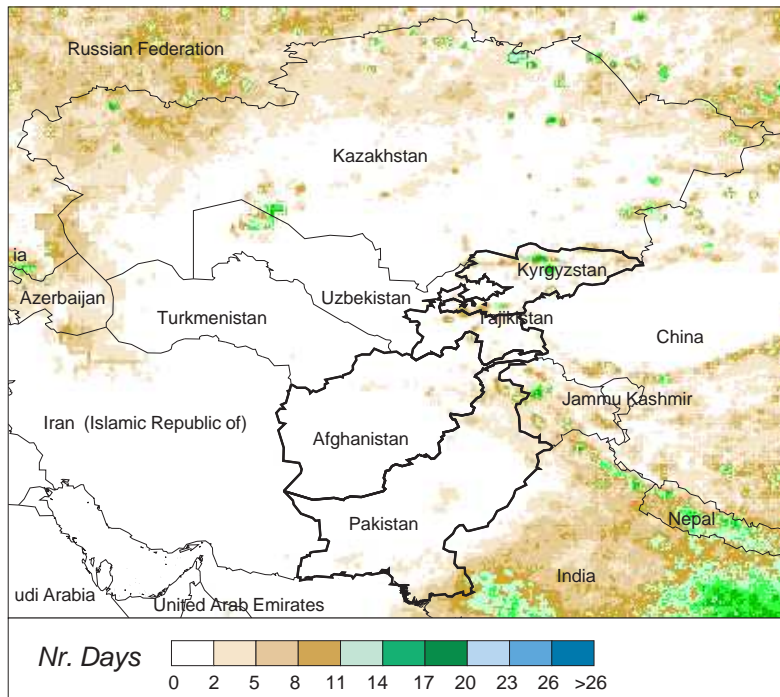 Russian Federation
Kazakhstan
ia
Kyrgyzstan
Azerbaijan
Uzbekistan
Turkmenistan
Tajikistan
China
Jammu Kashmir
Iran (Islamic Republic of)
Afghanistan
Pakistan
Nepal
India
udi Arabia
United Arab Emirates
Nr. Days
0 2 5 8 11 14 17 20 23 26 >26